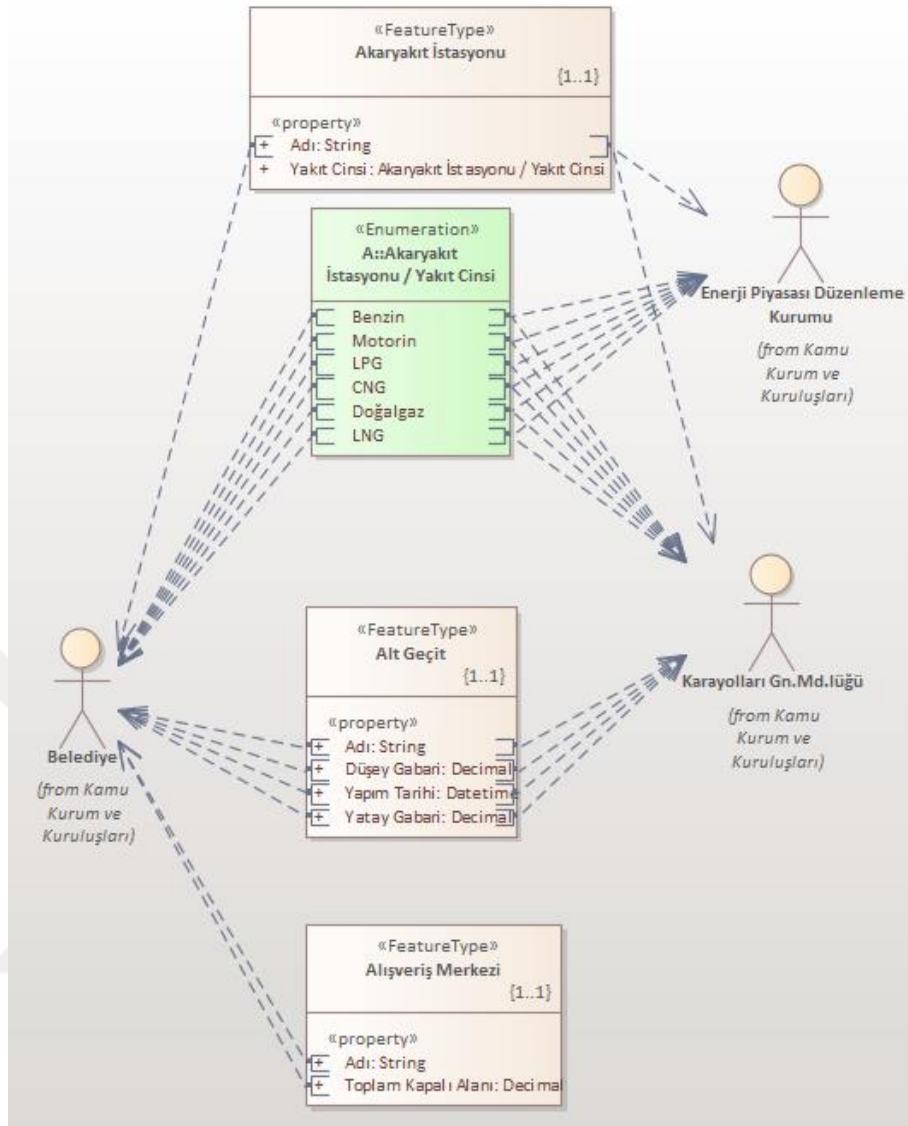 «FeatureType»
Akaryakıt İstasyonu
{1..1}
«property»
+ Adı: String
+ Yakıt Cinsi: Akaryakıt İstasyonu / Yakıt Cinsi
«Enumeration»
A::Akaryakıt
İstasyonu / Yakıt Cinsi
Benzin
Motorin
LPG
CNG
Doğalgaz
LNG
Enerji Piyasası Düzenleme
Kurumu
(from Kamu
Kurum ve
Kuruluşları)
«FeatureType»
Alt Geçit
{1..1}
«property»
+ Adı: String
+ Düşey Gabari: Decimal
+ Yapım Tarihi: Datetime
+ Yatay Gabari: Decimal
Karayolları Gn.Md.lüğü
(from Kamu
Kurum ve
Kuruluşları)
Belediye
(from Kamu
Kurum ve
Kuruluşları)
«FeatureType»
Alışveriş Merkezi
{1..1}
«property»
+ Adı: String
+ Toplam Kapalı Alanı: Decimal